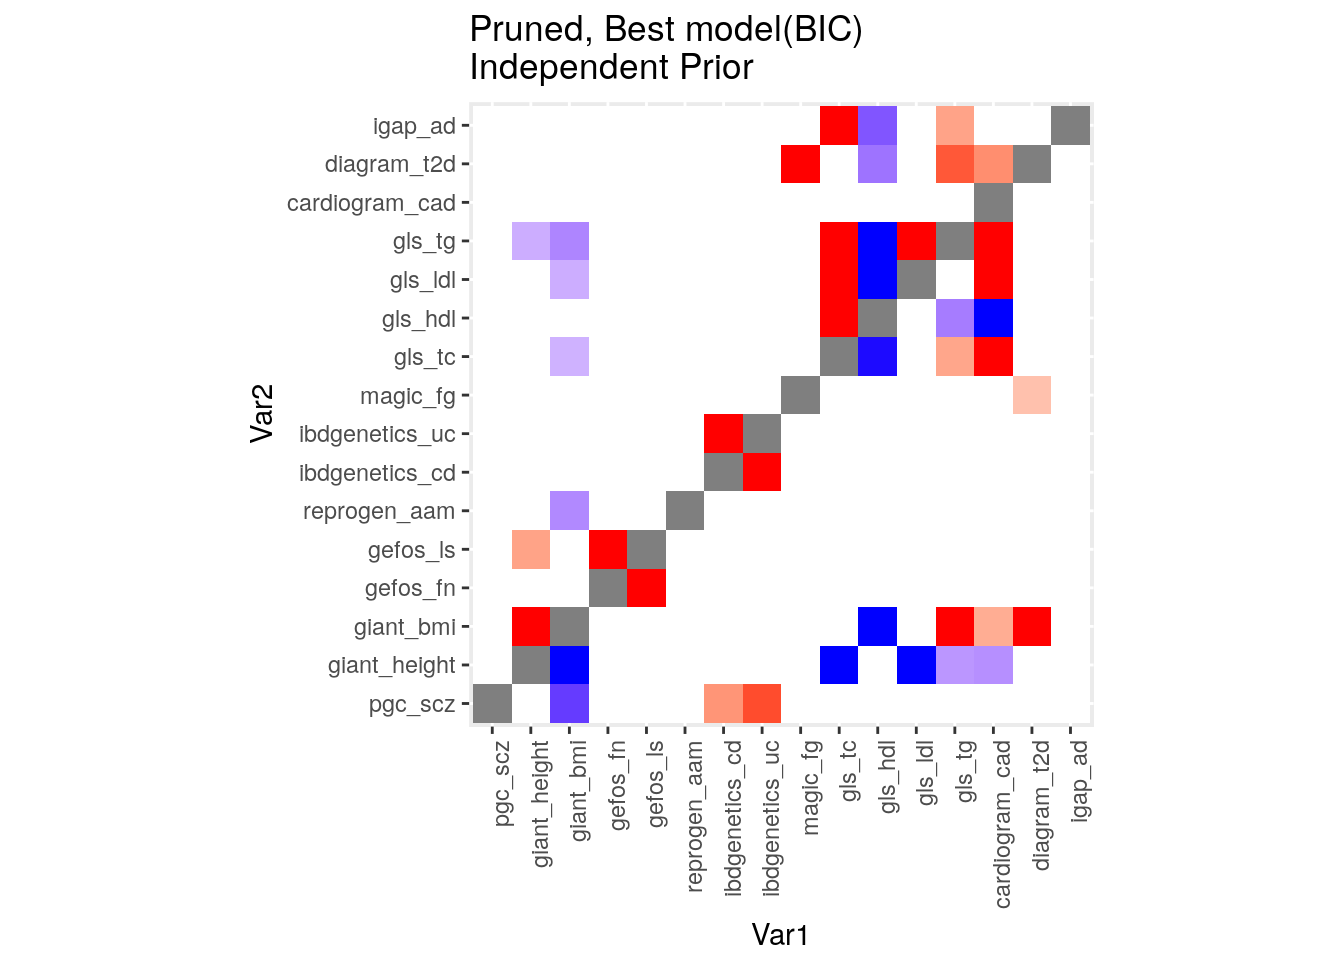 Pruned, Best model(BIC)
Independent Prior
igap_ad
diagram_t2d
cardiogram_cad
gls_tg
gls_ldl
gls_hdl
gls_tc
magic_fg
ibdgenetics_uc
ibdgenetics_cd
reprogen_aam
gefos_ls
gefos_fn
giant_bmi
giant_height
pgc_scz
Var2
pgc_scz
giant_height
giant_bmi
gefos_fn
gefos_ls
reprogen_aam
ibdgenetics_cd
ibdgenetics_uc
magic_fg
gls_tc
gls_hdl
gls_ldl
gls_tg
cardiogram_cad
diagram_t2d
igap_ad
Var1